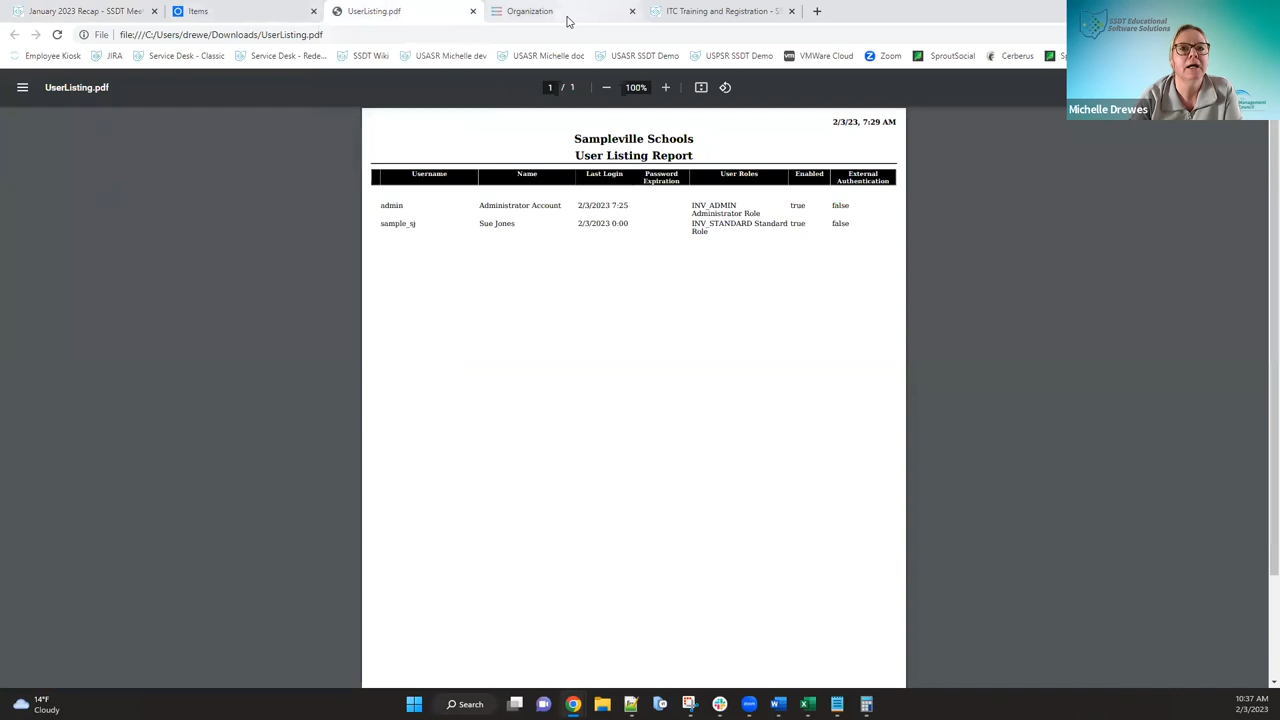 January 2023 Recap - SSDT Mee
Items
UserListing.pdf
Organization
ITC Training and Registration - S
File
file:///C:/Users/drewe/Downloads/UserListing.pdf
Employee Kiosk
JIRA
Service Desk - Classic
Service Desk - Rede...
SSDT Wiki
USASR Michelle dev
USASR Michelle doc
USASR SSDT Demo
USPSR SSDT Demo
vm VMWare Cloud
Zoom
SproutSocial
Cerberus
UserListing.pdf
1 / 1
100%
SSDT Educational
Software Solutions
Management
Council
Michelle Drewes
2/3/23, 7:29 AM
Sampleville Schools
User Listing Report
Username Name Last Login Password Expiration User Roles Enabled External Authentication
admin Administrator Account 2/3/2023 7:25 INV_ADMIN true false
Administrator Role
sample_sj Sue Jones 2/3/2023 0:00 INV_STANDARD Standard true false
Role
14°F
Cloudy
Search
zoom
10:37 AM
2/3/2023